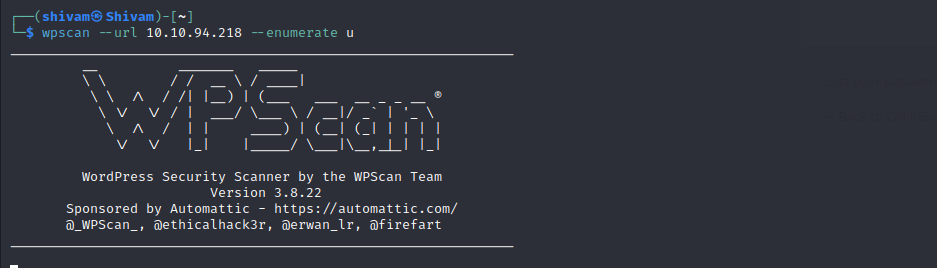 ┌──(shivam㉿Shivam)-[~]
└─$ wpscan --url 10.10.94.218 --enumerate u
WPScan ®
WordPress Security Scanner by the WPScan Team
Version 3.8.22
Sponsored by Automattic - https://automattic.com/
@_WPScan_, @ethicalhack3r, @erwan_lr, @firefart